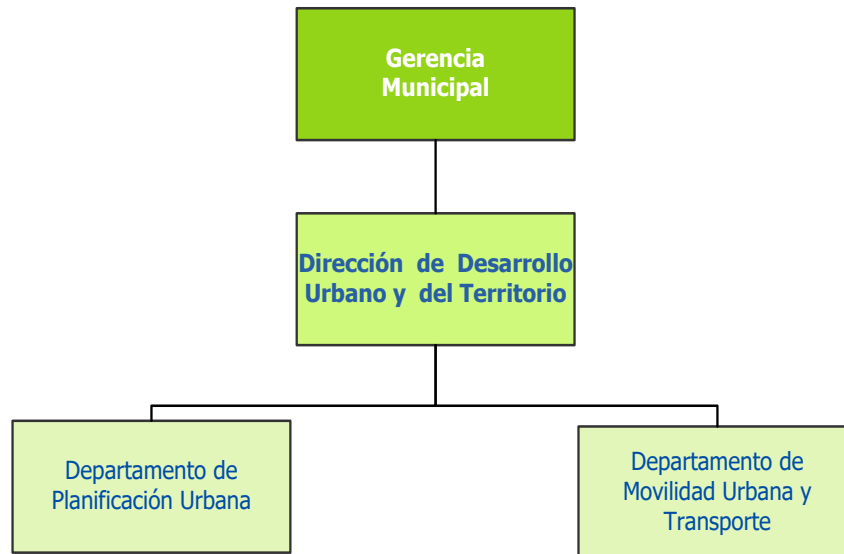 Gerencia
Municipal
Dirección de Desarrollo
Urbano y del Territorio
Departamento de
Planificación Urbana
Departamento de
Movilidad Urbana y
Transporte